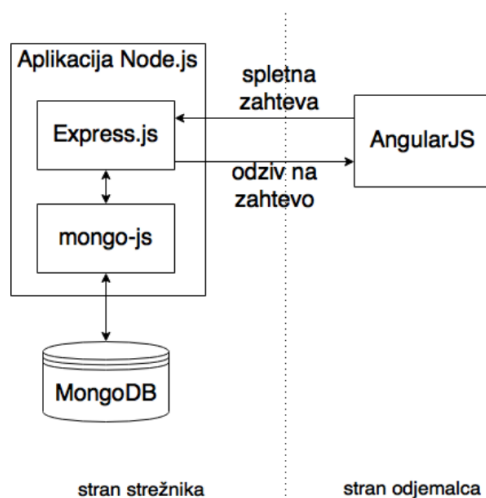 Aplikacija Node.js
spletna
zahteva
Express.js
AngularJS
odziv na
zahtevo
mongo-js
MongoDB
stran strežnika
stran odjemalca